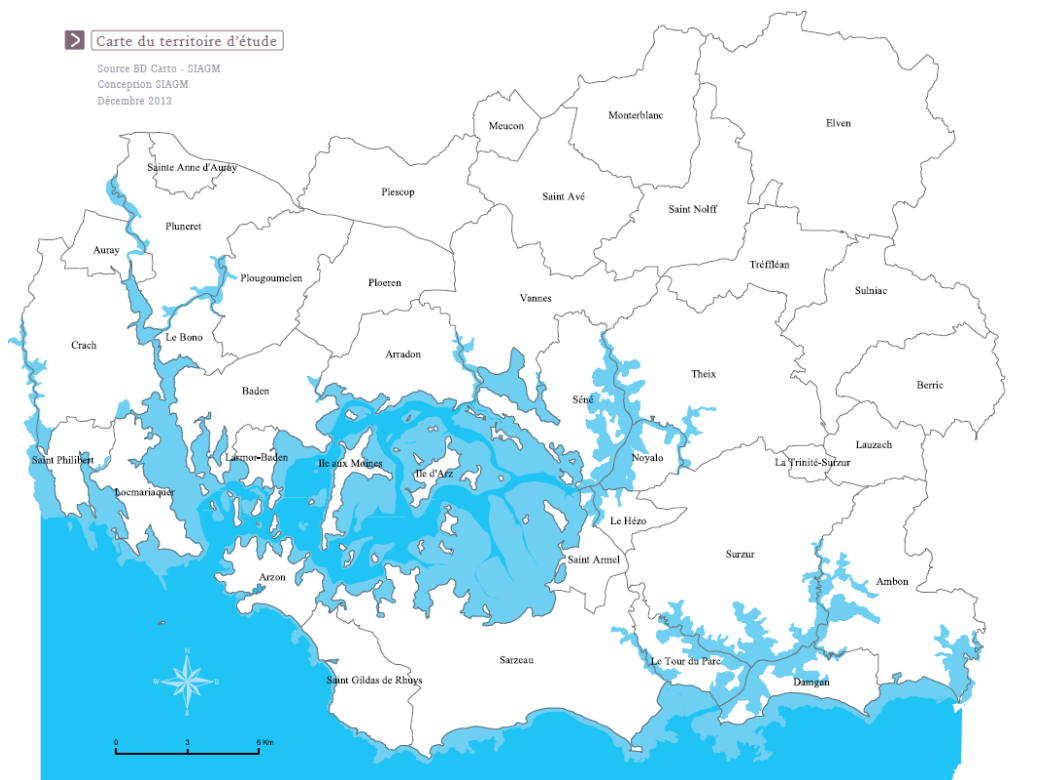 Carte du territoire d'étude
Source BD Carto - SIAGM
Conception SIAGM
Décembre 2013
Meucon
Monterblanc
Elven
Sainte Anne d'Auray
Plescop
Saint Avé
Saint Nolff
Pluneret
Auray
Plougoumelen
Ploeren
Vannes
Tréffléan
Sulniac
Crach
Le Bono
Arradon
Theix
Berric
Baden
Séné
Lauzach
Saint Philibert
Larmor-Baden
Ile aux Moines
Ile d'Arz
Noyalo
La Trinité-Surzur
Locmariaquer
Le Hézo
Saint Armel
Surzur
Ambon
Arzon
Sarzeau
Le Tour du Parc
Saint Gildas de Rhuys
Damgan
N
W
E
S
0 3 6 Km